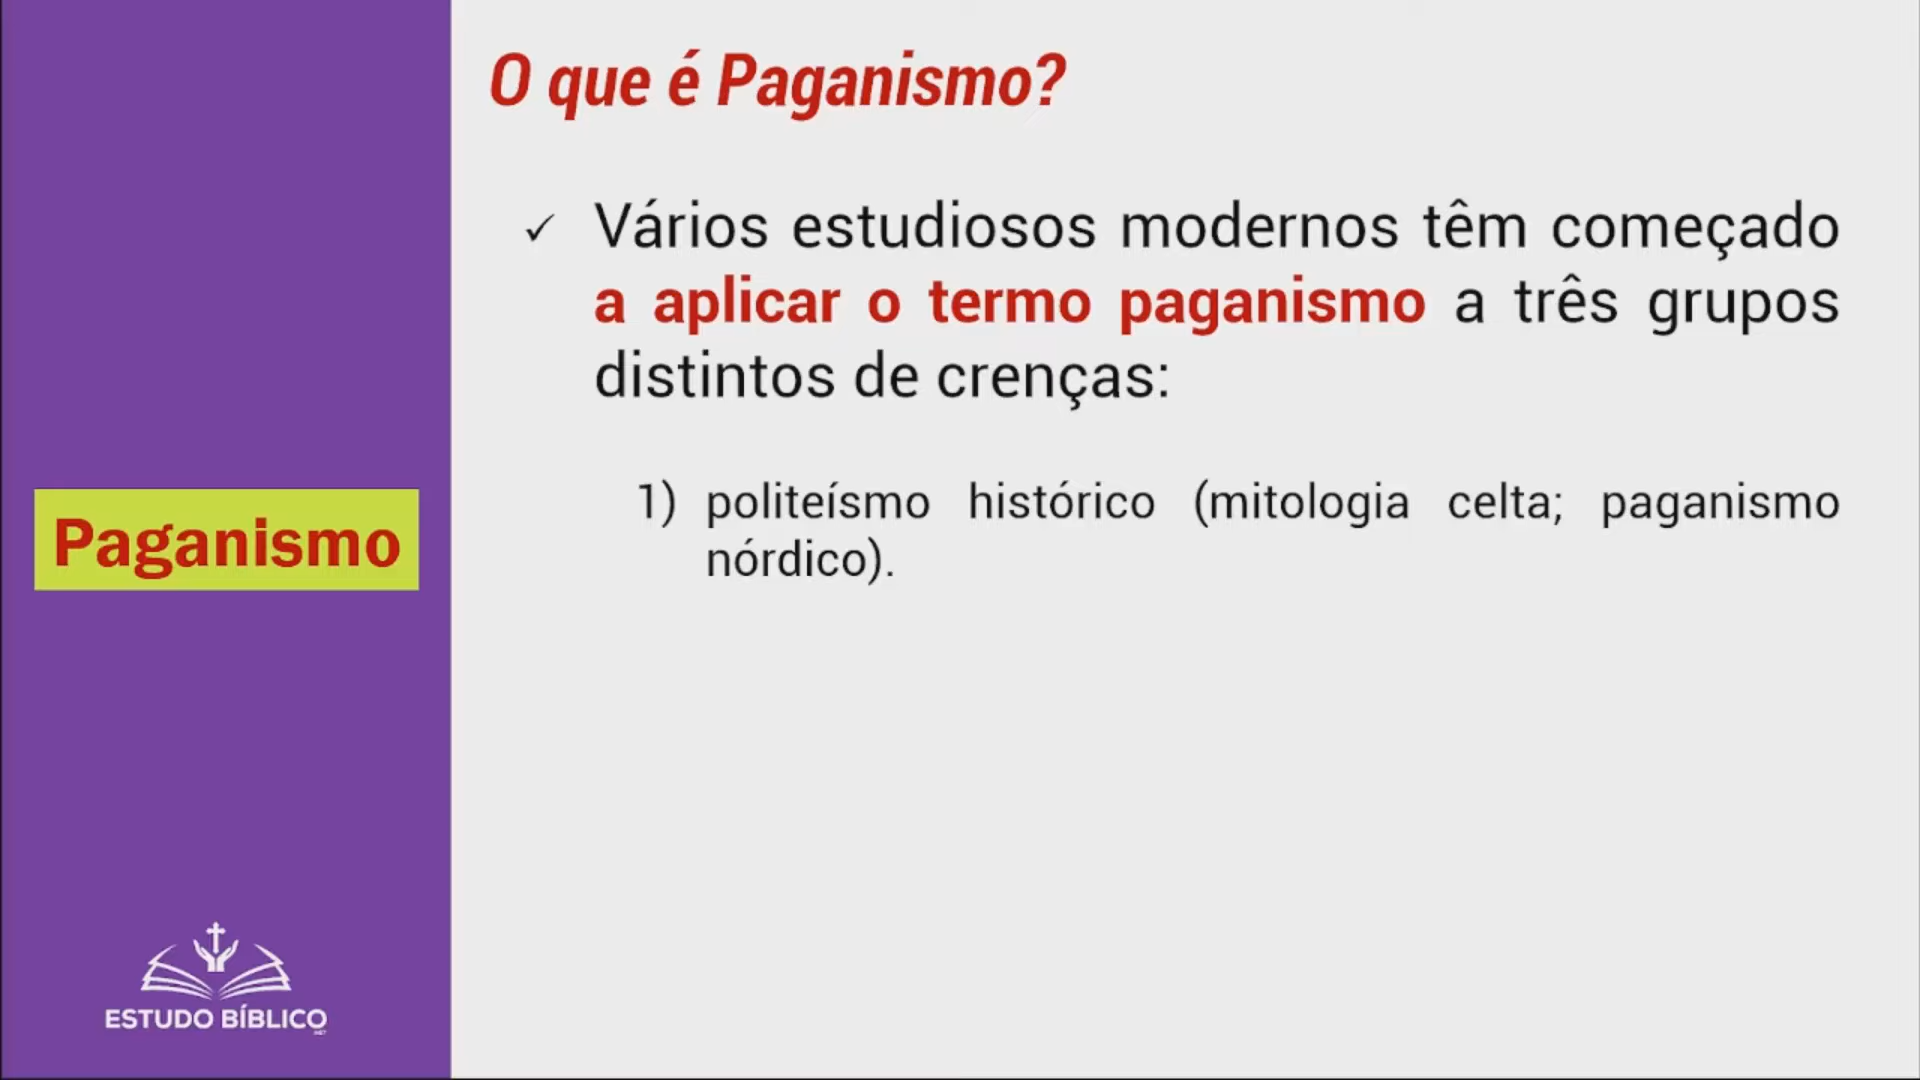 O que é Paganismo?
✓ Vários estudiosos modernos têm começado
a aplicar o termo paganismo a três grupos
distintos de crenças:
1) politeísmo histórico (mitologia celta; paganismo
nórdico).
Paganismo
ESTUDO BÍBLICO